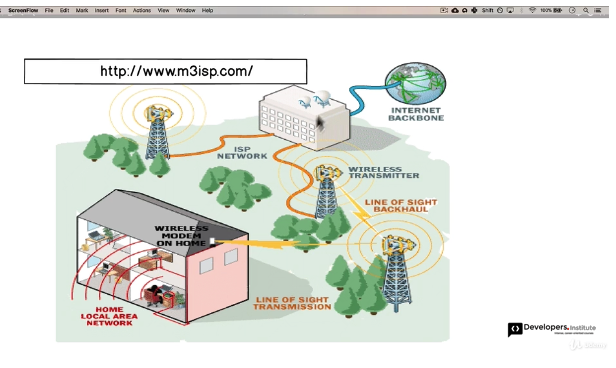 ScreenFlow File Edit Mark Insert Font Actions View Window Help
Shift
100%
http://www.m3isp.com/
INTERNET
BACKBONE
ISP
NETWORK
WIRELESS
TRANSMITTER
LINE OF SIGHT
BACKHAUL
WIRELESS
MODEM
ON HOME
LINE OF SIGHT
TRANSMISSION
HOME
LOCAL AREA
NETWORK
Developers.Institute